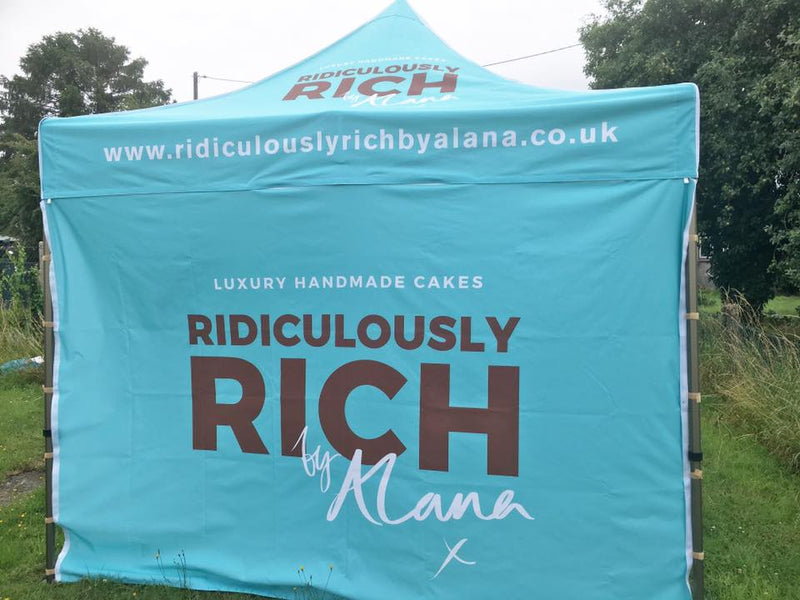 LUXURY HANDMADE CAKES
RIDICULOUSLY
RICH
by Alana
www.ridiculouslyrichbyalana.co.uk
LUXURY HANDMADE CAKES
RIDICULOUSLY
RICH
by Alana
x